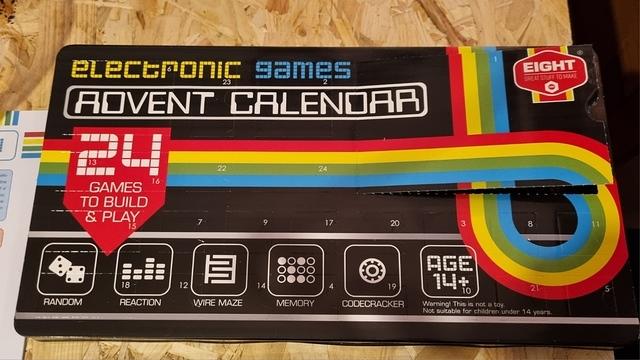 electronic games
23 2 1
ADVENT CALENDAR
EIGHT
GREAT STUFF TO MAKE
24
13 16 22 24
GAMES
TO BUILD
& PLAY
15 7 9 17 20 3 8 11
RANDOM REACTION WIRE MAZE MEMORY CODECRACKER
18 12 14 4 19
AGE
14+
10
21 5
Warning! This is not a toy.
Not suitable for children under 14 years.